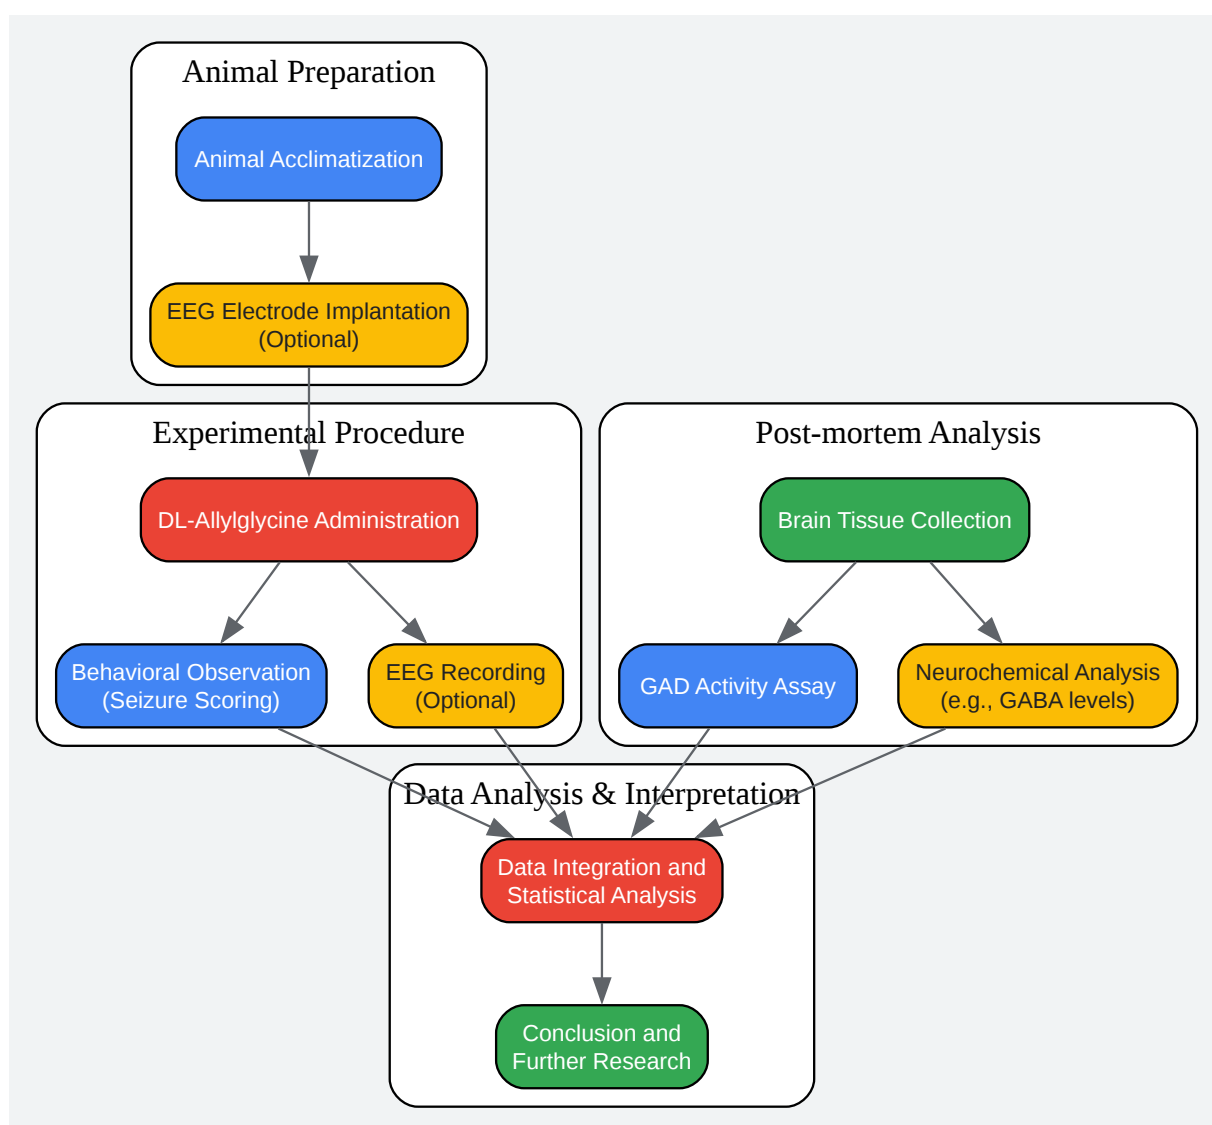 Animal Preparation
Animal Acclimatization
EEG Electrode Implantation
(Optional)
Experimental Procedure
DL-Allylglycine Administration
Behavioral Observation
(Seizure Scoring)
EEG Recording
(Optional)
Post-mortem Analysis
Brain Tissue Collection
GAD Activity Assay
Neurochemical Analysis
(e.g., GABA levels)
Data Analysis & Interpretation
Data Integration and
Statistical Analysis
Conclusion and
Further Research